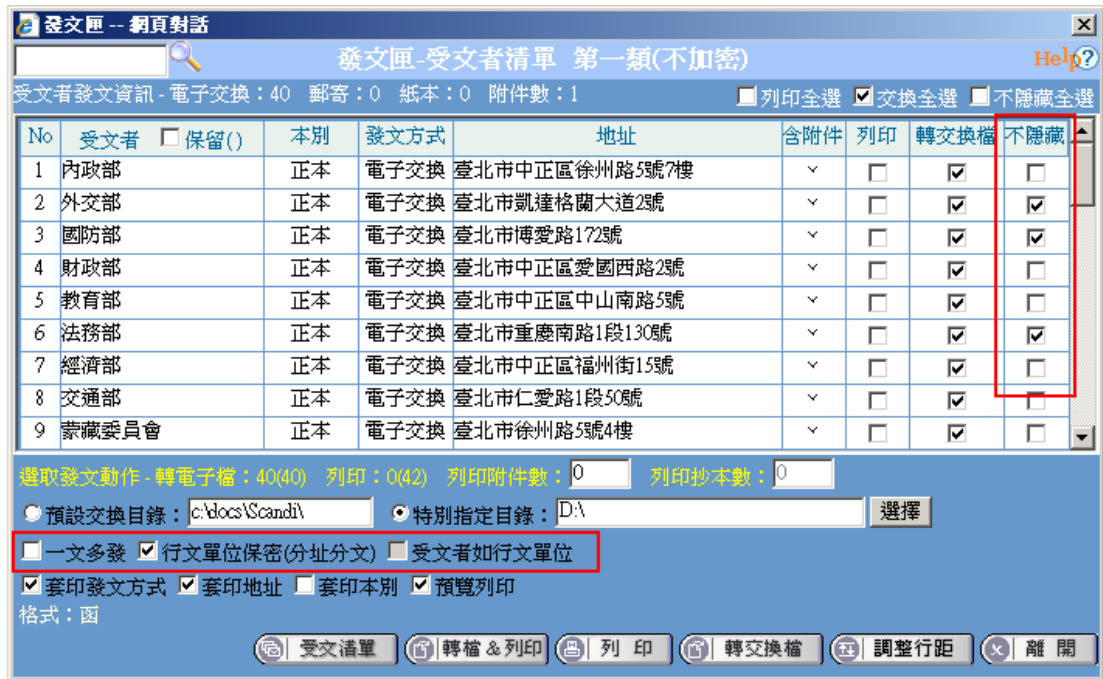 發文匣 -- 網頁對話
發文匣-受文者清單 第一類(不加密) Help
受文者發文資訊 - 電子交換：40 郵寄：0 紙本：0 附件數：1 列印全選 交換全選 不隱藏全選
No 受文者 保留() 本別 發文方式 地址 含附件 列印 轉交換檔 不隱藏
1 內政部 正本 電子交換 臺北市中正區徐州路5號7樓 ˇ
2 外交部 正本 電子交換 臺北市凱達格蘭大道2號 ˇ
3 國防部 正本 電子交換 臺北市博愛路172號 ˇ
4 財政部 正本 電子交換 臺北市中正區愛國西路2號 ˇ
5 教育部 正本 電子交換 臺北市中正區中山南路5號 ˇ
6 法務部 正本 電子交換 臺北市重慶南路1段130號 ˇ
7 經濟部 正本 電子交換 臺北市中正區福州街15號 ˇ
8 交通部 正本 電子交換 臺北市仁愛路1段50號 ˇ
9 蒙藏委員會 正本 電子交換 臺北市徐州路5號4樓 ˇ
選取發文動作 - 轉電子檔：40(40) 列印：0(42) 列印附件數：0 列印抄本數：0
預設交換目錄：c:\docs\Scandi\ 特別指定目錄：D:\ 選擇
一文多發 行文單位保密(分址分文) 受文者如行文單位
套印發文方式 套印地址 套印本別 預覽列印
格式：函
受文清單 轉檔 & 列印 列 印 轉交換檔 調整行距 離 開